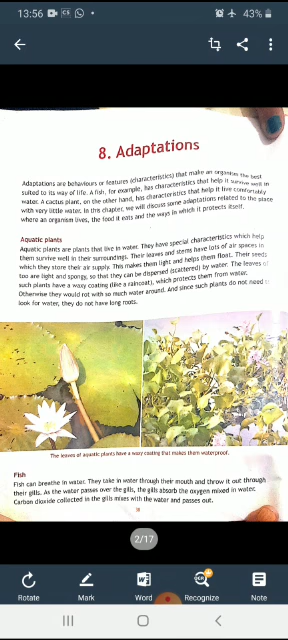 13:56
43%
8. Adaptations
Adaptations are behaviours or features (characteristics) that make an organism the best
suited to its way of life. A fish, for example, has characteristics that help it survive well in
water. A cactus plant, on the other hand, has characteristics that help it live comfortably
with very little water. In this chapter, we will discuss some adaptations related to the place
where an organism lives, the food it eats and the ways in which it protects itself.
Aquatic plants
Aquatic plants are plants that live in water. They have special characteristics which help
them survive well in their surroundings. Their leaves and stems have lots of air spaces in
which they store their air supply. This makes them light and helps them float. Their seeds
too are light and spongy, so that they can be dispersed (scattered) by water. The leaves of
such plants have a waxy coating (like a raincoat), which protects them from water.
Otherwise they would rot with so much water around. And since such plants do not need to
look for water, they do not have long roots.
The leaves of aquatic plants have a waxy coating that makes them waterproof.
Fish
Fish can breathe in water. They take in water through their mouth and throw it out through
their gills. As the water passes over the gills, the gills absorb the oxygen mixed in water.
Carbon dioxide collected in the gills mixes with the water and passes out.
2/17
Rotate Mark Word Recognize Note